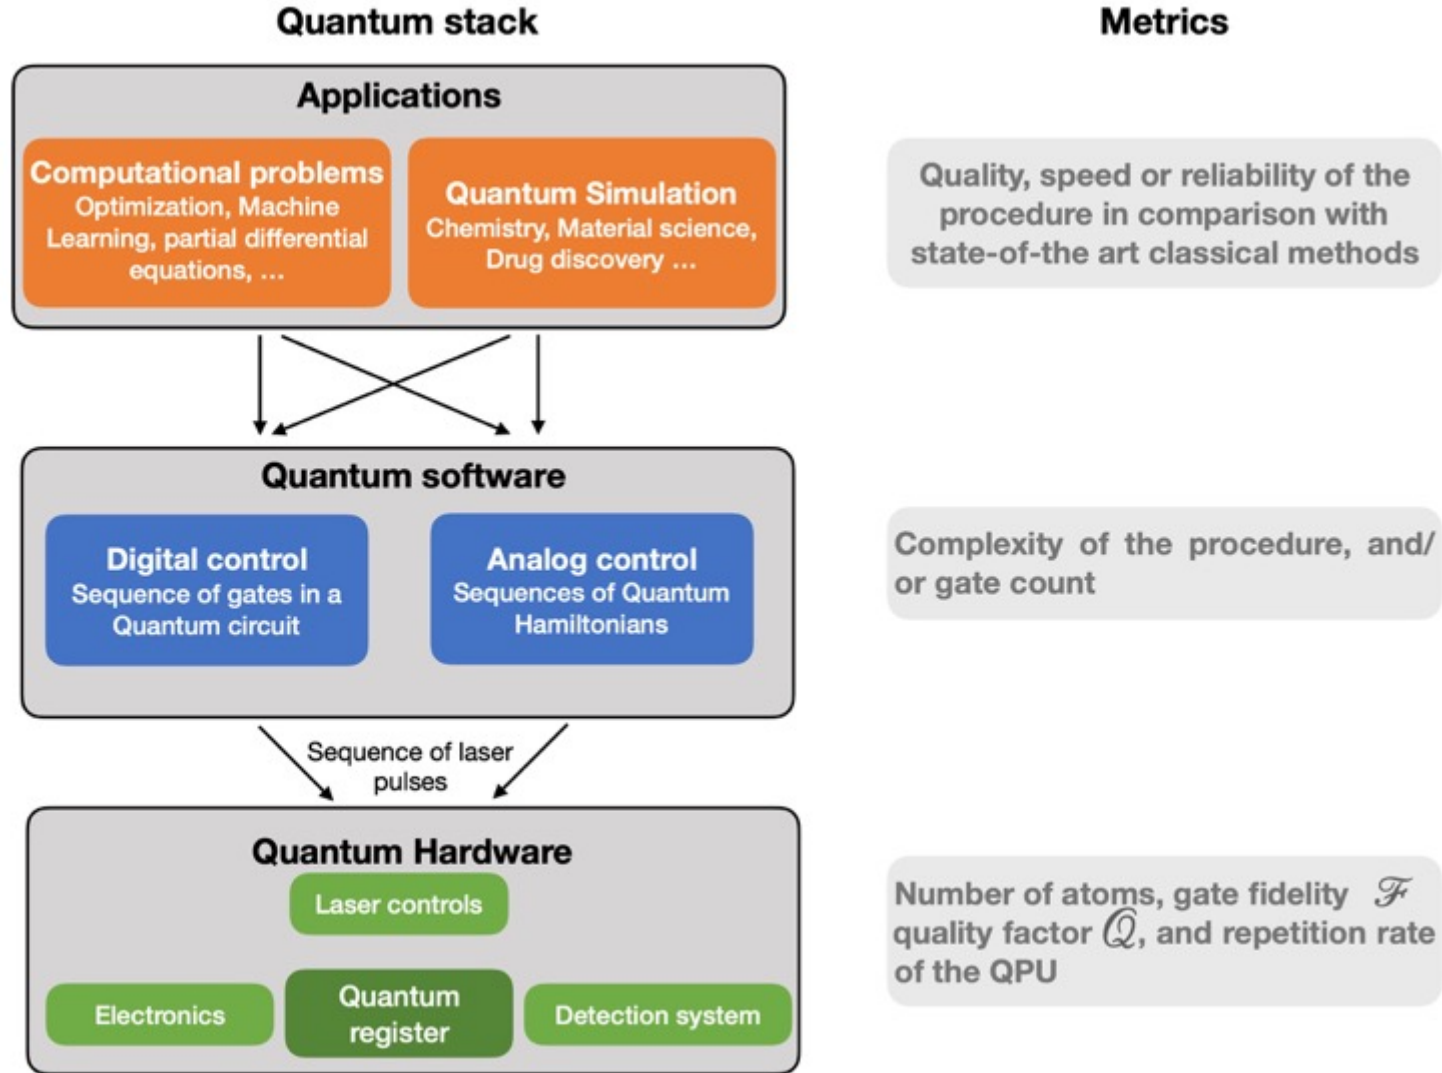 Quantum stack
Metrics
Applications
Computational problems
Optimization, Machine
Learning, partial differential
equations, ...
Quantum Simulation
Chemistry, Material science,
Drug discovery ...
Quality, speed or reliability of the
procedure in comparison with
state-of-the art classical methods
Quantum software
Digital control
Sequence of gates in a
Quantum circuit
Analog control
Sequences of Quantum
Hamiltonians
Complexity of the procedure, and/
or gate count
Sequence of laser
pulses
Quantum Hardware
Laser controls
Electronics
Quantum
register
Detection system
Number of atoms, gate fidelity ℱ
quality factor 𝒬, and repetition rate
of the QPU